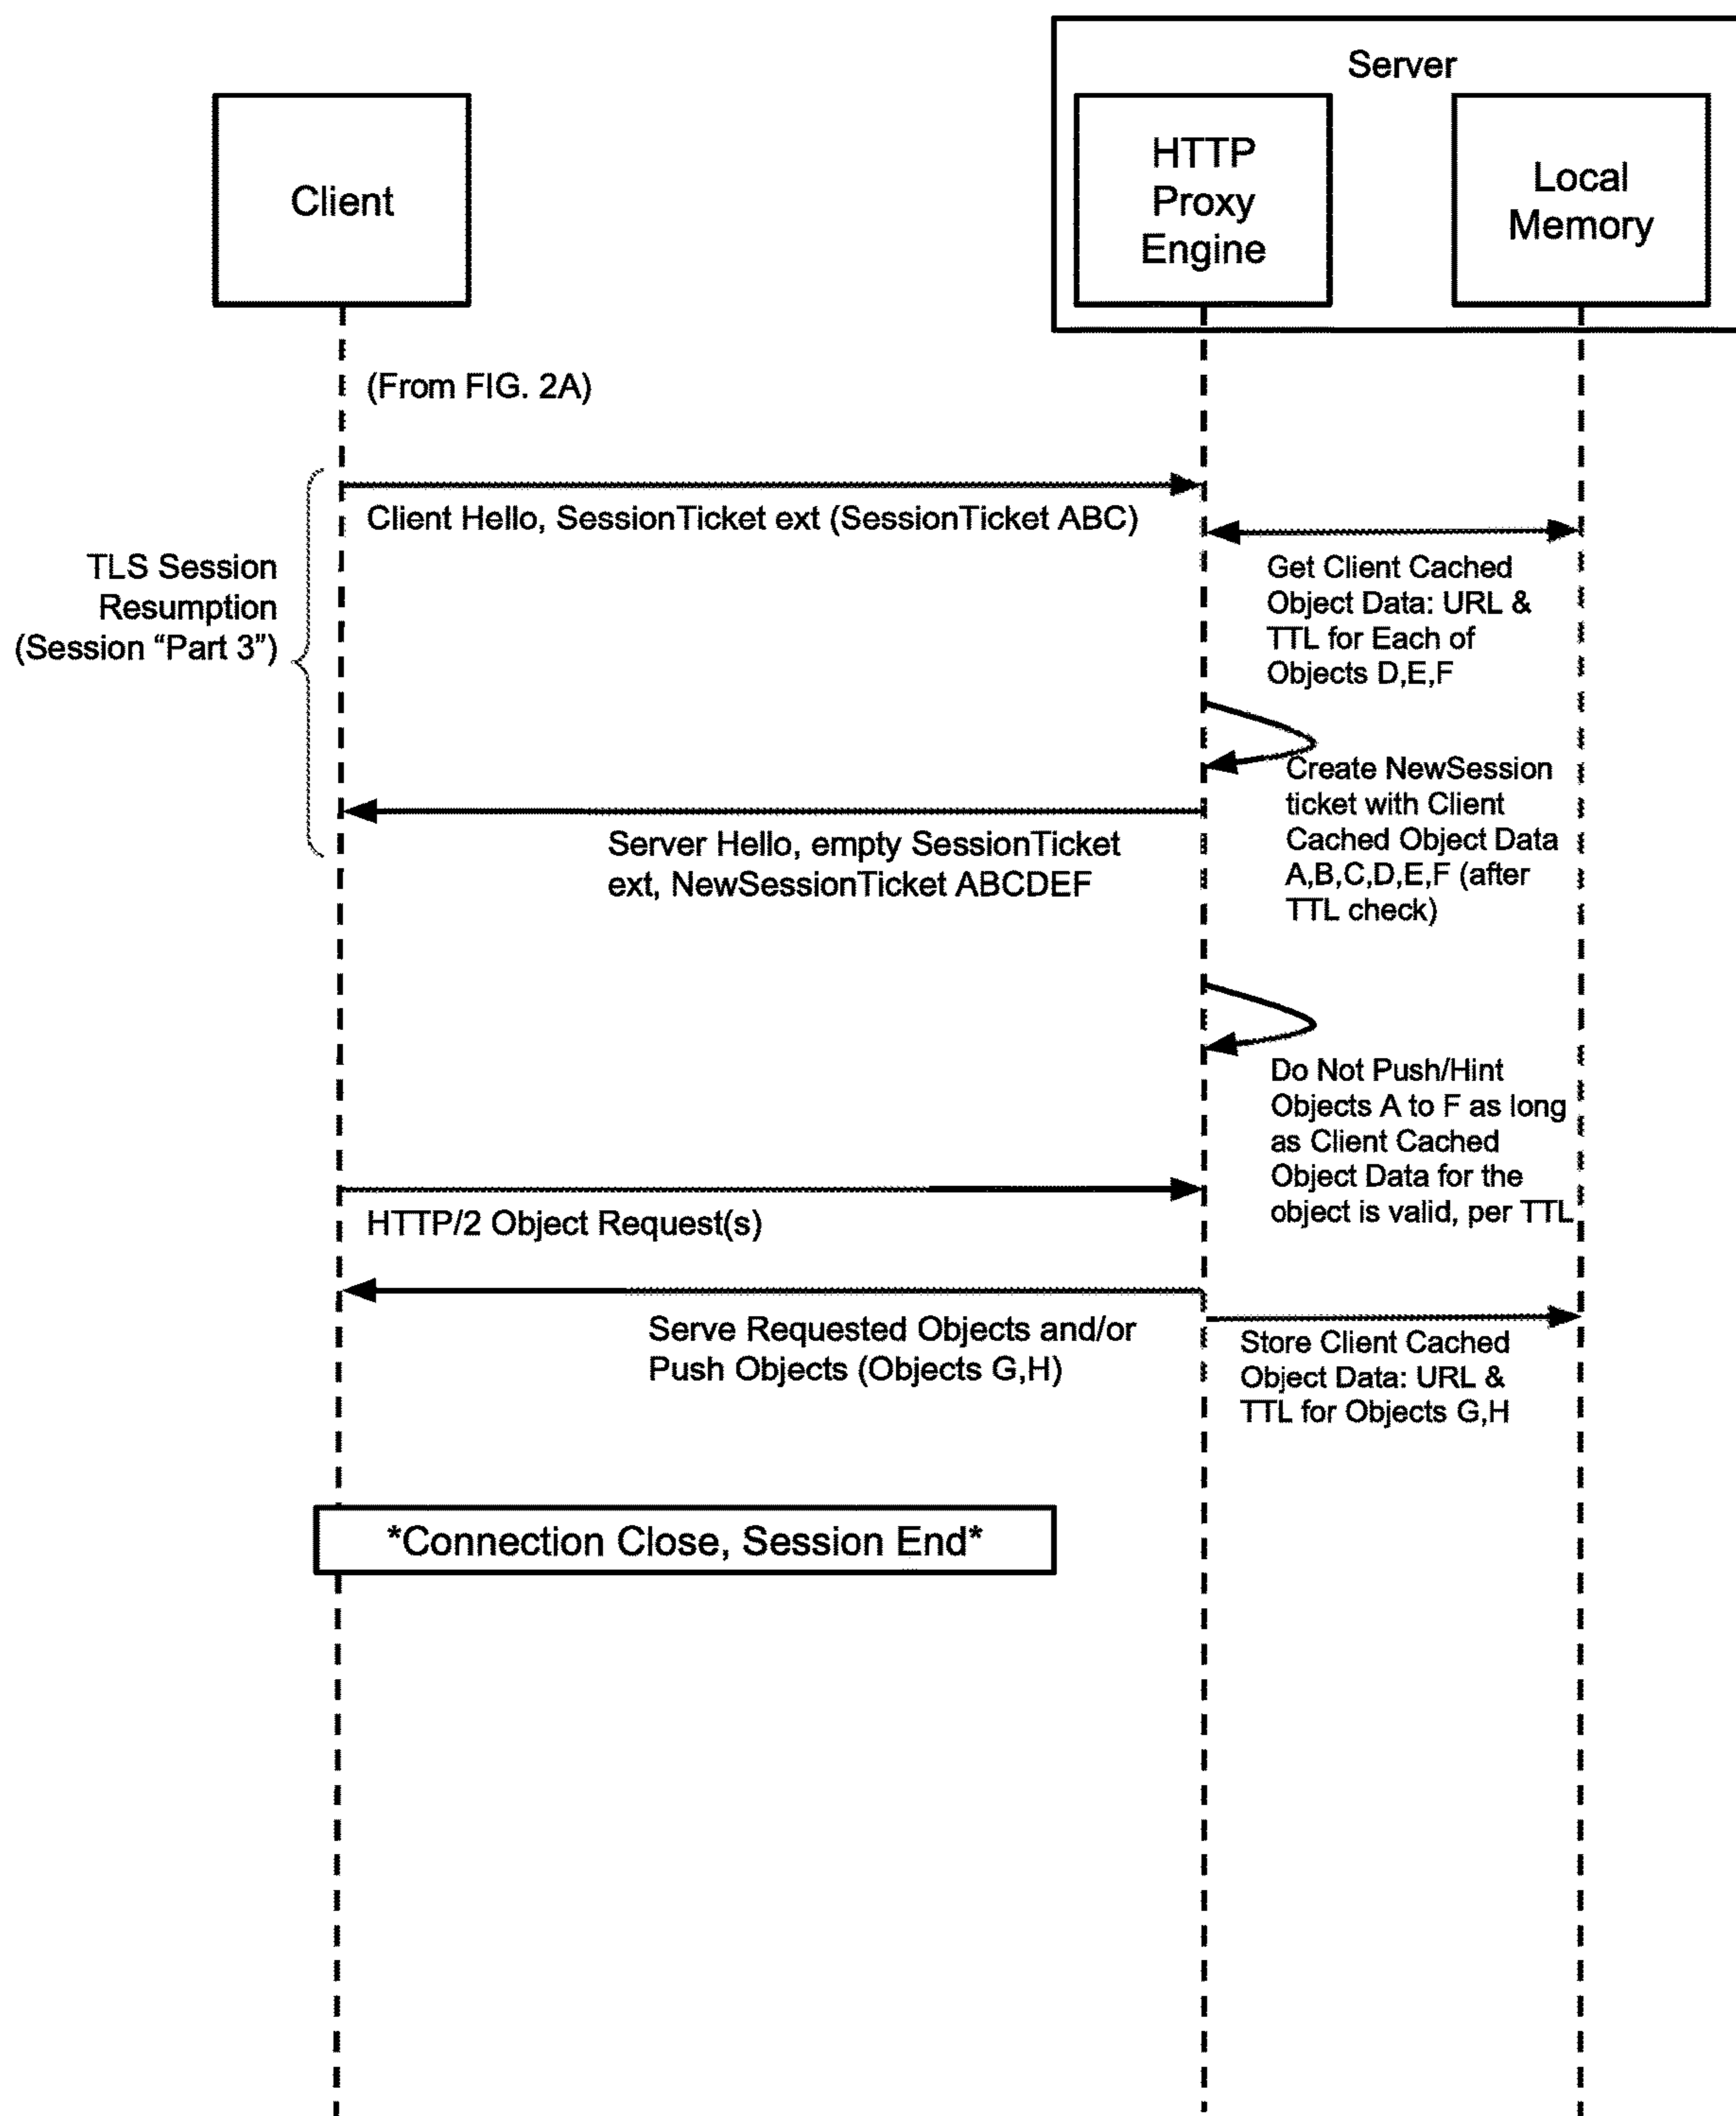 Server
Client
HTTP
Proxy
Engine
Local
Memory
(From FIG. 2A)
Client Hello, SessionTicket ext (SessionTicket ABC)
TLS Session
Resumption
(Session “Part 3”)
Get Client Cached
Object Data: URL &
TTL for Each of
Objects D,E,F
Create NewSession
ticket with Client
Cached Object Data
A,B,C,D,E,F (after
TTL check)
Server Hello, empty SessionTicket
ext, NewSessionTicket ABCDEF
Do Not Push/Hint
Objects A to F as long
as Client Cached
Object Data for the
object is valid, per TTL
HTTP/2 Object Request(s)
Serve Requested Objects and/or
Push Objects (Objects G,H)
Store Client Cached
Object Data: URL &
TTL for Objects G,H
*Connection Close, Session End*